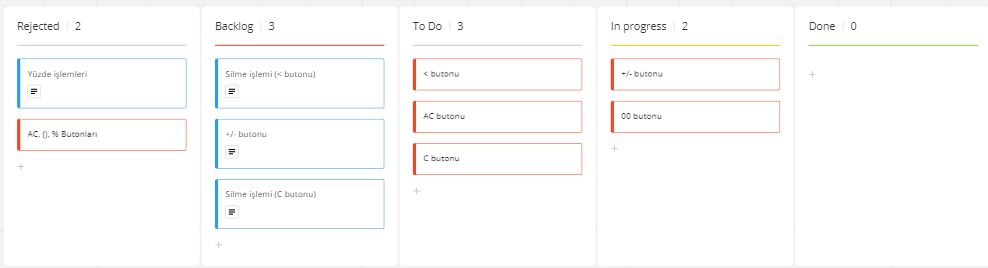 Rejected | 2
Yüzde işlemleri
AC, (), % Butonları
+
Backlog | 3
Silme işlemi (< butonu)
+/- butonu
Silme işlemi (C butonu)
+
To Do | 3
< butonu
AC butonu
C butonu
+
In progress | 2
+/- butonu
00 butonu
+
Done | 0
+